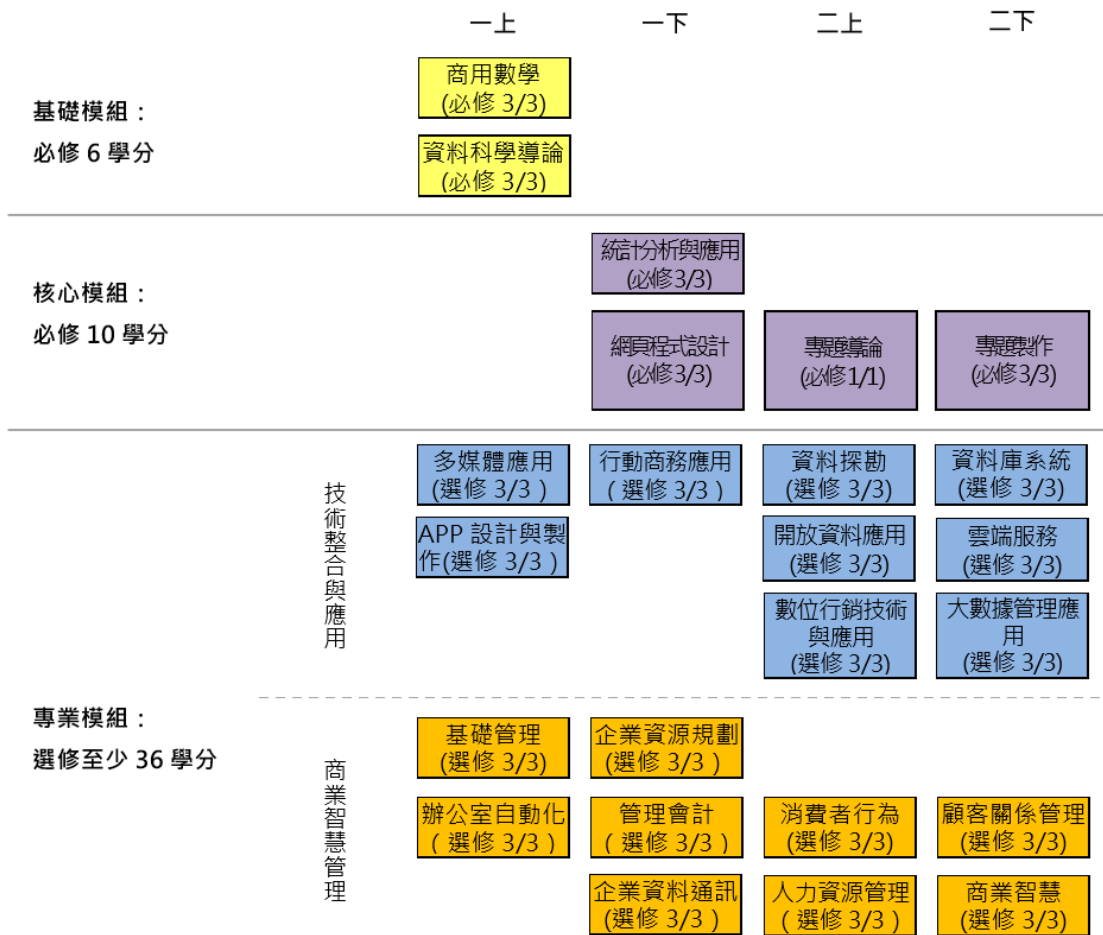 一上 一下 二上 二下
基礎模組：
必修 6 學分
商用數學
(必修 3/3)
資料科學導論
(必修 3/3)
核心模組：
必修 10 學分
統計分析與應用
(必修3/3)
網頁程式設計
(必修3/3)
專題導論
(必修1/1)
專題製作
(必修3/3)
專業模組：
選修至少 36 學分
技術整合與應用
多媒體應用
(選修 3/3 )
行動商務應用
( 選修 3/3 )
資料探勘
(選修 3/3)
資料庫系統
(選修 3/3)
APP 設計與製
作(選修 3/3 )
開放資料應用
(選修 3/3)
雲端服務
(選修 3/3)
數位行銷技術
與應用
(選修 3/3)
大數據管理應
用
(選修 3/3)
商業智慧管理
基礎管理
(選修 3/3)
企業資源規劃
(選修 3/3 )
辦公室自動化
( 選修 3/3 )
管理會計
( 選修 3/3 )
消費者行為
(選修 3/3)
顧客關係管理
(選修 3/3)
企業資料通訊
(選修 3/3 )
人力資源管理
( 選修 3/3 )
商業智慧
(選修 3/3)